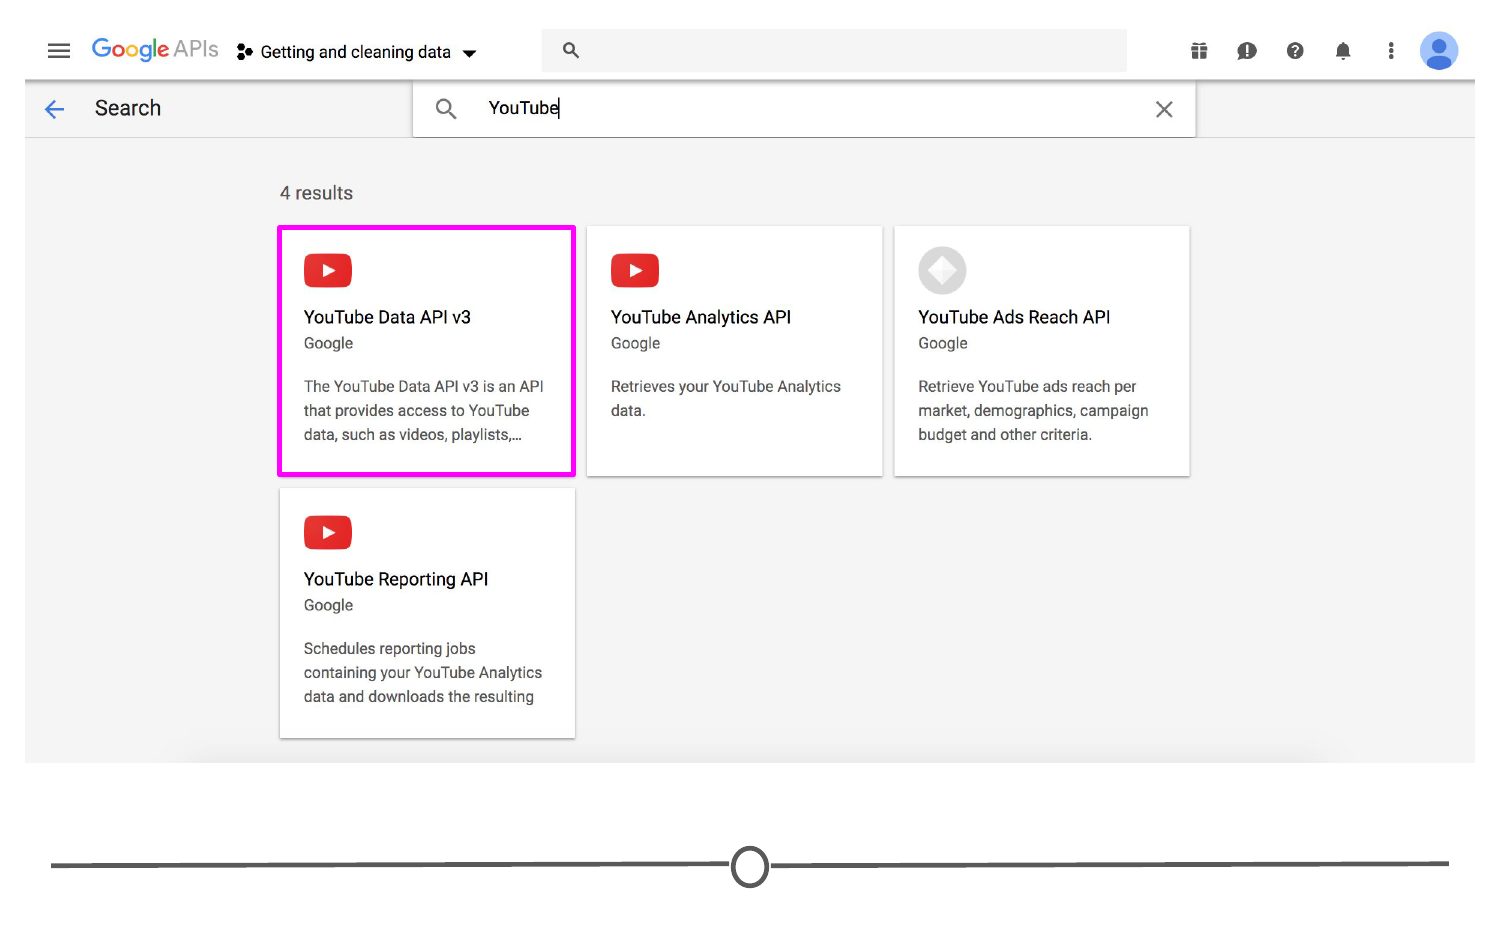 Google APIs Getting and cleaning data
Search YouTube
4 results
YouTube Data API v3
Google
The YouTube Data API v3 is an API
that provides access to YouTube
data, such as videos, playlists,...
YouTube Analytics API
Google
Retrieves your YouTube Analytics
data.
YouTube Ads Reach API
Google
Retrieve YouTube ads reach per
market, demographics, campaign
budget and other criteria.
YouTube Reporting API
Google
Schedules reporting jobs
containing your YouTube Analytics
data and downloads the resulting